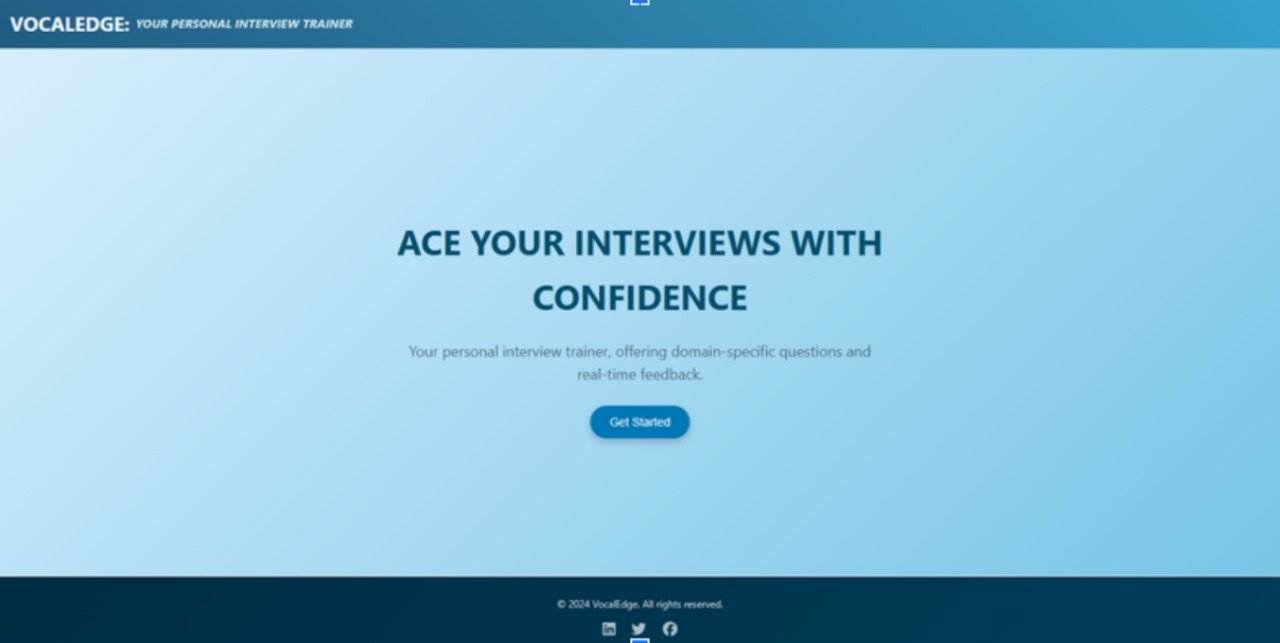 VOCALEDGE: YOUR PERSONAL INTERVIEW TRAINER
ACE YOUR INTERVIEWS WITH
CONFIDENCE
Your personal interview trainer, offering domain-specific questions and
real-time feedback.
Get Started
© 2024 VocalEdge. All rights reserved.